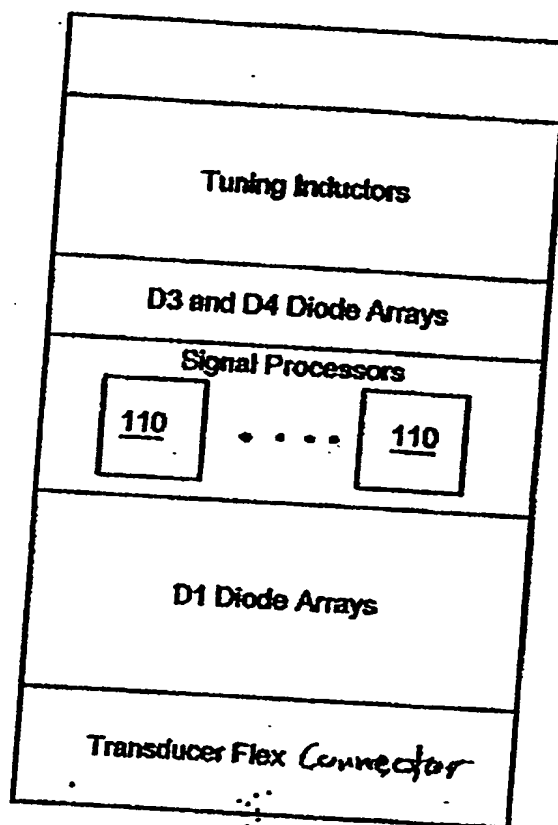 Tuning Inductors
D3 and D4 Diode Arrays
Signal Processors
110 110
D1 Diode Arrays
Transducer Flex Connector